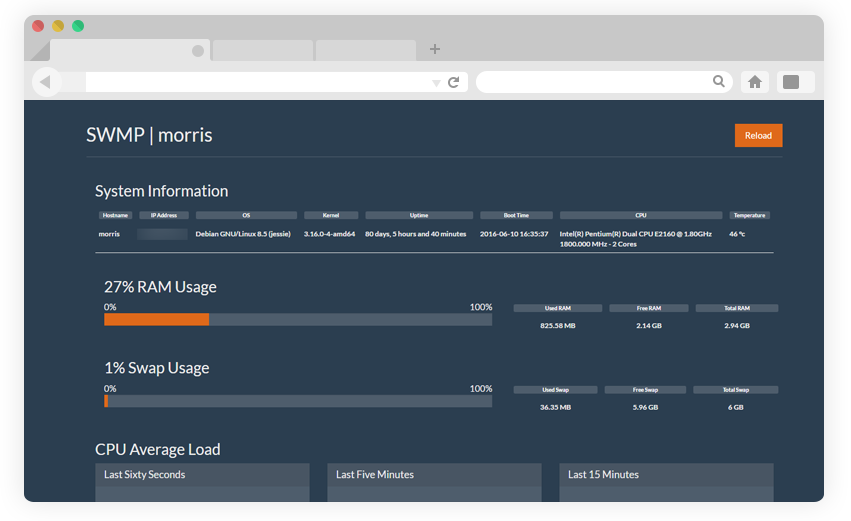 SWMP | morris
Reload
System Information
Hostname IP Address OS Kernel Uptime Boot Time CPU Temperature
morris Debian GNU/Linux 8.5 (jessie) 3.16.0-4-amd64 80 days, 5 hours and 40 minutes 2016-06-10 16:35:37 Intel(R) Pentium(R) Dual CPU E2160 @ 1.80GHz 46 °c
1800.000 MHz - 2 Cores
27% RAM Usage
0% 100%
Used RAM Free RAM Total RAM
825.58 MB 2.14 GB 2.94 GB
1% Swap Usage
0% 100%
Used Swap Free Swap Total Swap
36.35 MB 5.96 GB 6 GB
CPU Average Load
Last Sixty Seconds Last Five Minutes Last 15 Minutes